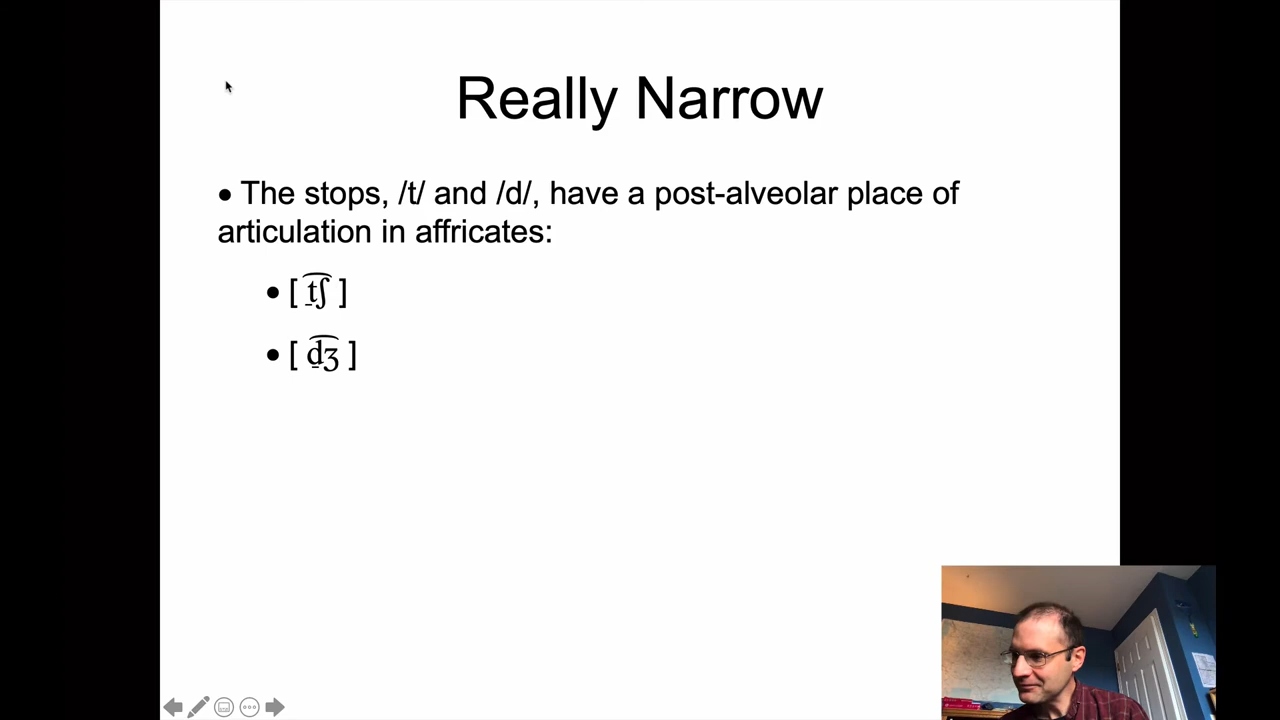 Really Narrow
• The stops, /t/ and /d/, have a post-alveolar place of
articulation in affricates:
• [ t̠͡ʃ ]
• [ d̠͡ʒ ]